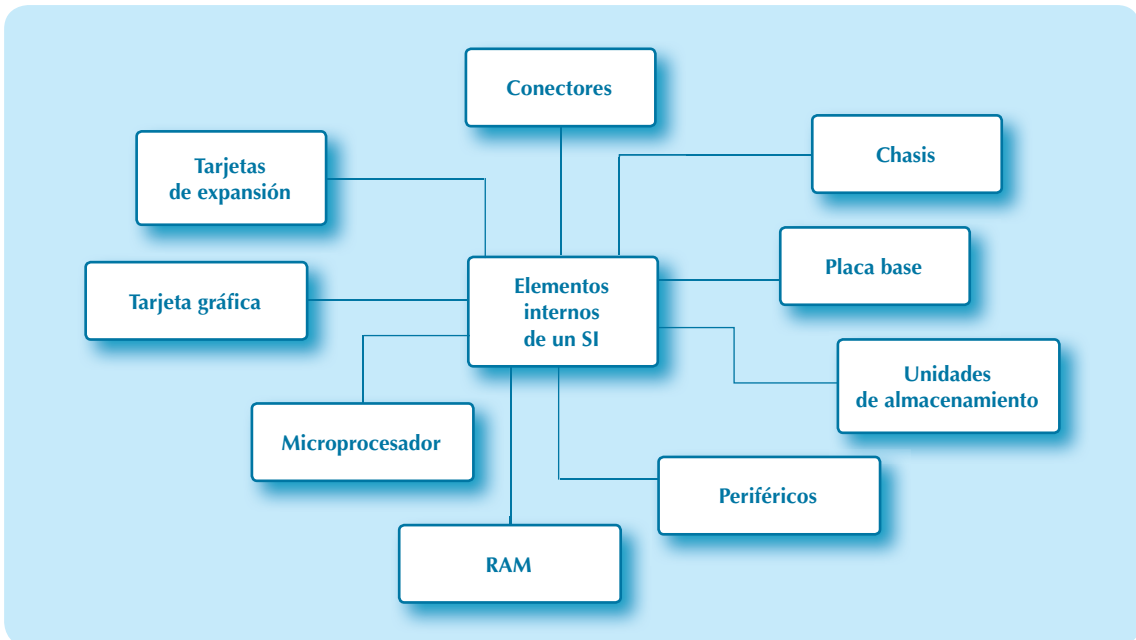 Conectores
Chasis
Tarjetas
de expansión
Placa base
Elementos
internos
de un SI
Tarjeta gráfica
Unidades
de almacenamiento
Microprocesador
Periféricos
RAM